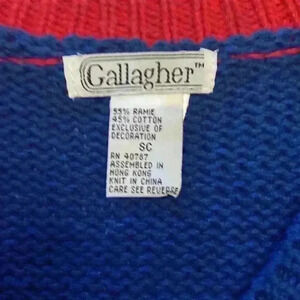 Gallagher™
55% RAMIE
45% COTTON
EXCLUSIVE OF
DECORATION
SC
RN 40787
ASSEMBLED IN
HONG KONG
KNIT IN CHINA
CARE SEE REVERSE